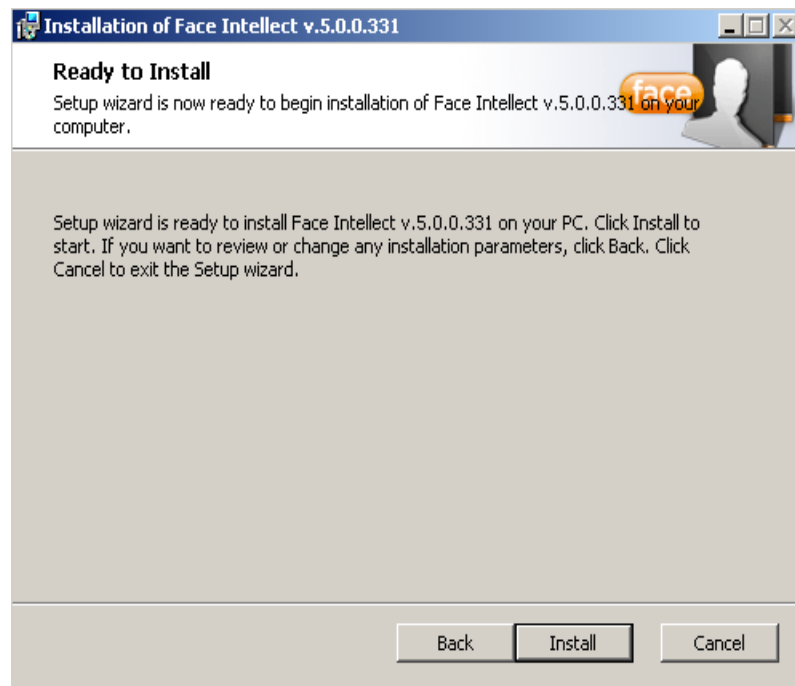 Installation of Face Intellect v.5.0.0.331
Ready to Install
Setup wizard is now ready to begin installation of Face Intellect v.5.0.0.331 on your
computer.
face
Setup wizard is ready to install Face Intellect v.5.0.0.331 on your PC. Click Install to
start. If you want to review or change any installation parameters, click Back. Click
Cancel to exit the Setup wizard.
Back Install Cancel